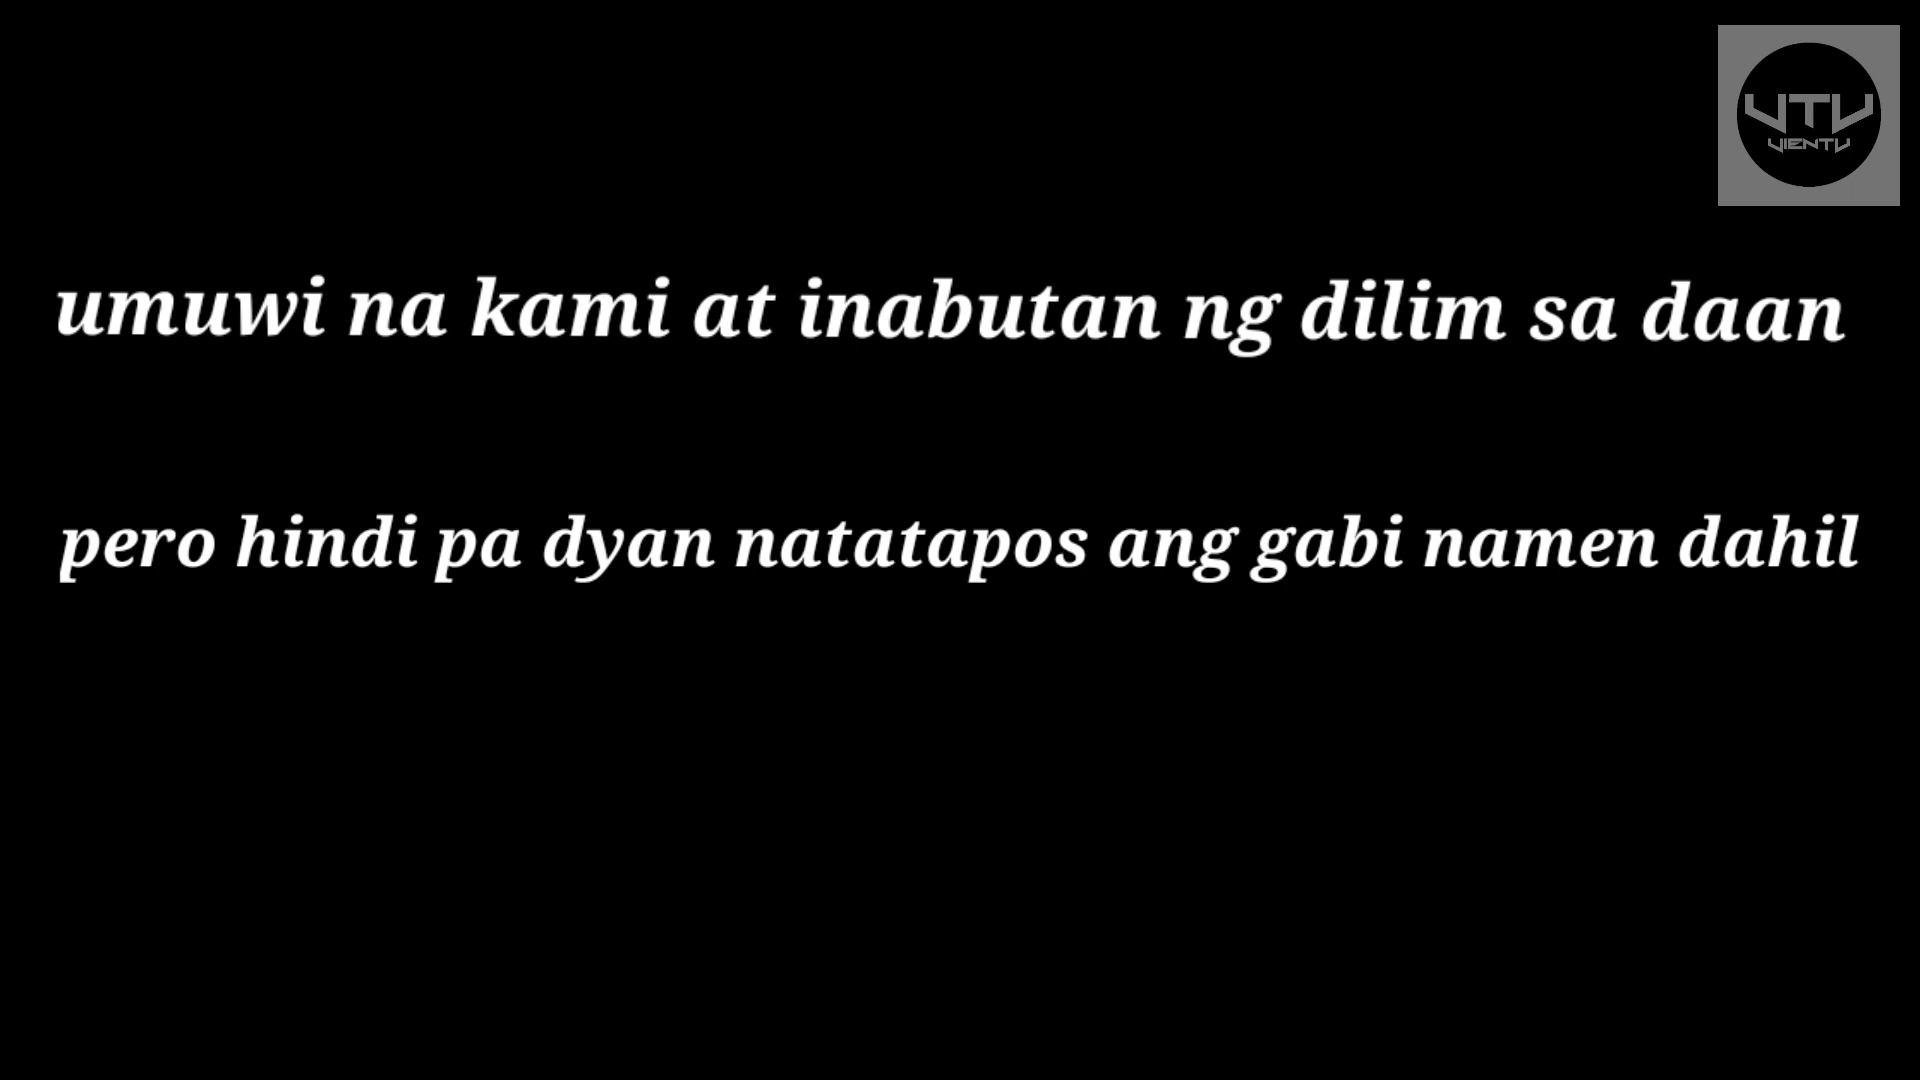 VTV
VIENTV
umuwi na kami at inabutan ng dilim sa daan
pero hindi pa dyan natatapos ang gabi namen dahil